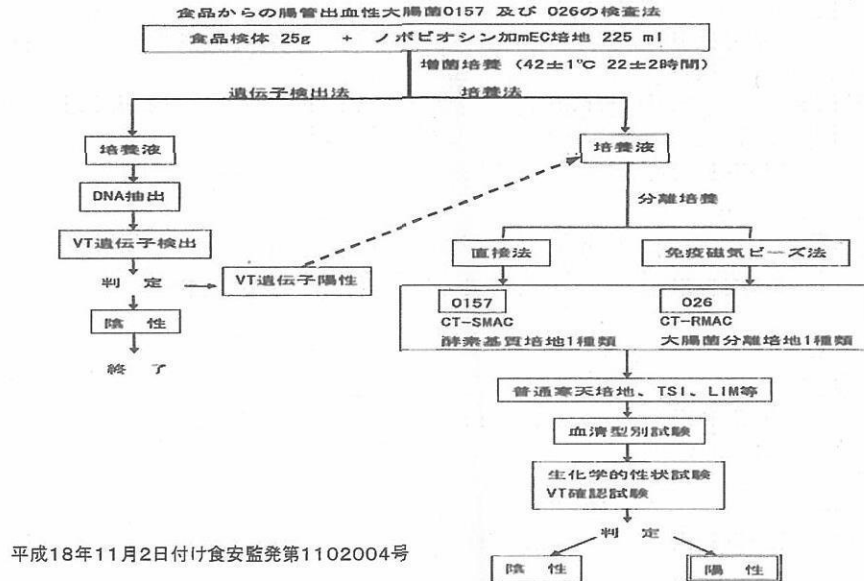 食品からの腸管出血性大腸菌O157 及び O26の検査法
食品検体 25g + ノボビオシン加mEC培地 225 ml
増菌培養 (42±1℃ 22±2時間)
遺伝子検出法
培養法
培養液
培養液
DNA抽出
分離培養
VT遺伝子検出
直接法
免疫磁気ビーズ法
判 定
VT遺伝子陽性
O157
O26
CT-SMAC
CT-RMAC
陰 性
酵素基質培地1種類
大腸菌分離培地1種類
終 了
普通寒天培地、TSI、LIM等
血清型別試験
生化学的性状試験
VT確認試験
判 定
平成18年11月2日付け食安監発第1102004号
陰 性
陽 性